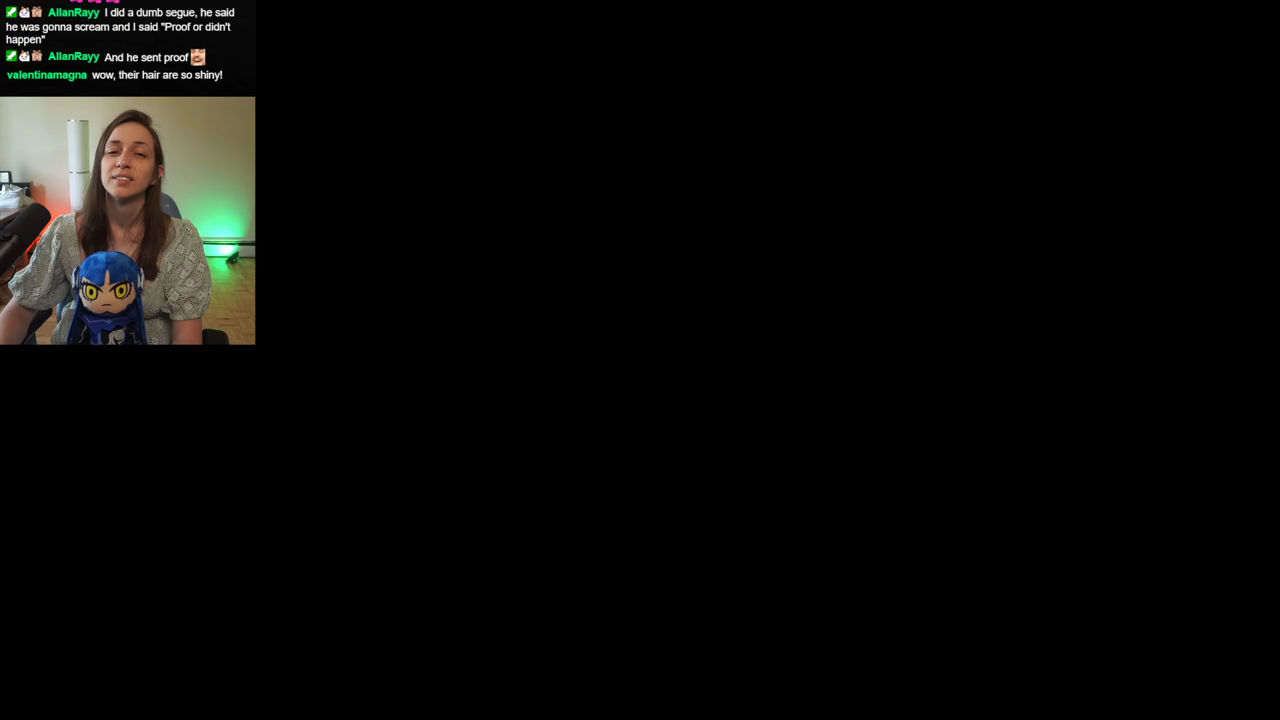 AllanRayy I did a dumb segue, he said
he was gonna scream and I said "Proof or didn't
happen"
AllanRayy And he sent proof
valentinamagna wow, their hair are so shiny!